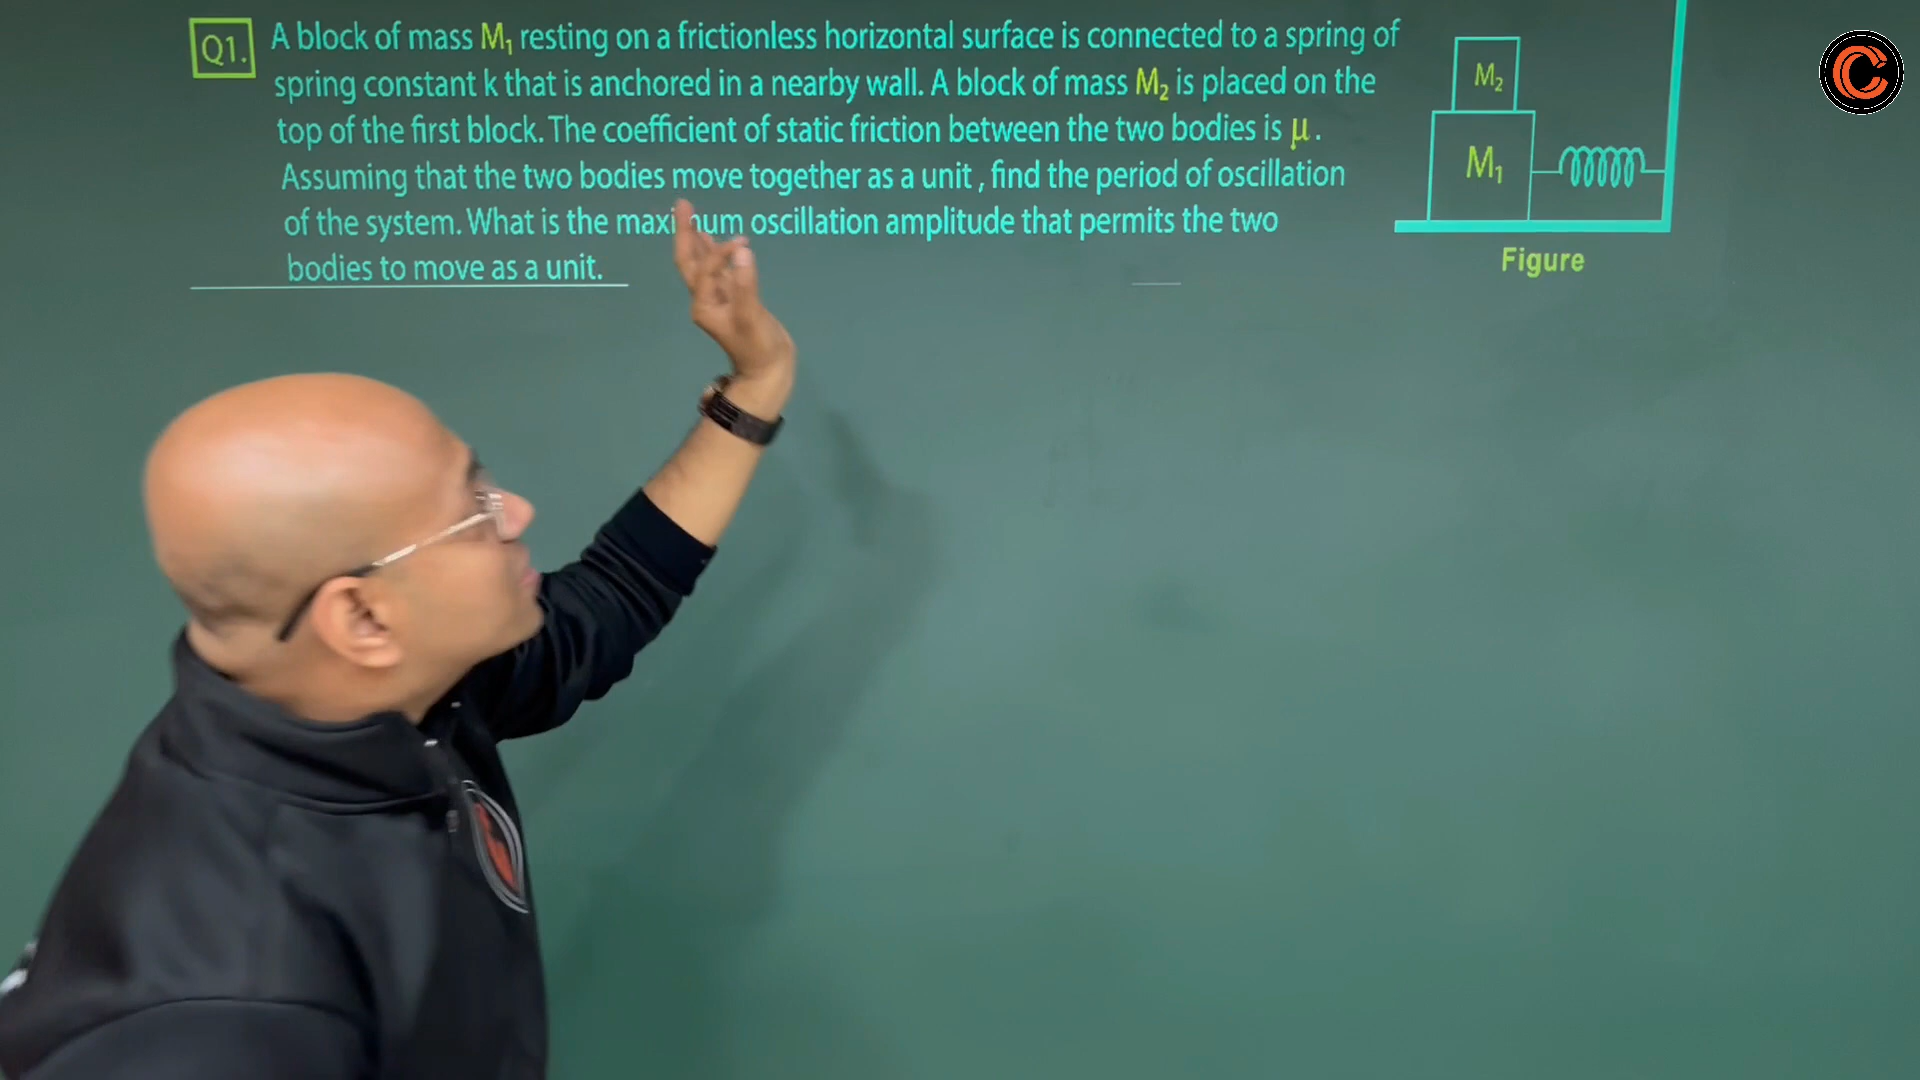 Q1. A block of mass M₁ resting on a frictionless horizontal surface is connected to a spring of
spring constant k that is anchored in a nearby wall. A block of mass M₂ is placed on the
top of the first block. The coefficient of static friction between the two bodies is μ.
Assuming that the two bodies move together as a unit, find the period of oscillation
of the system. What is the maximum oscillation amplitude that permits the two
bodies to move as a unit.
M₂
M₁
Figure